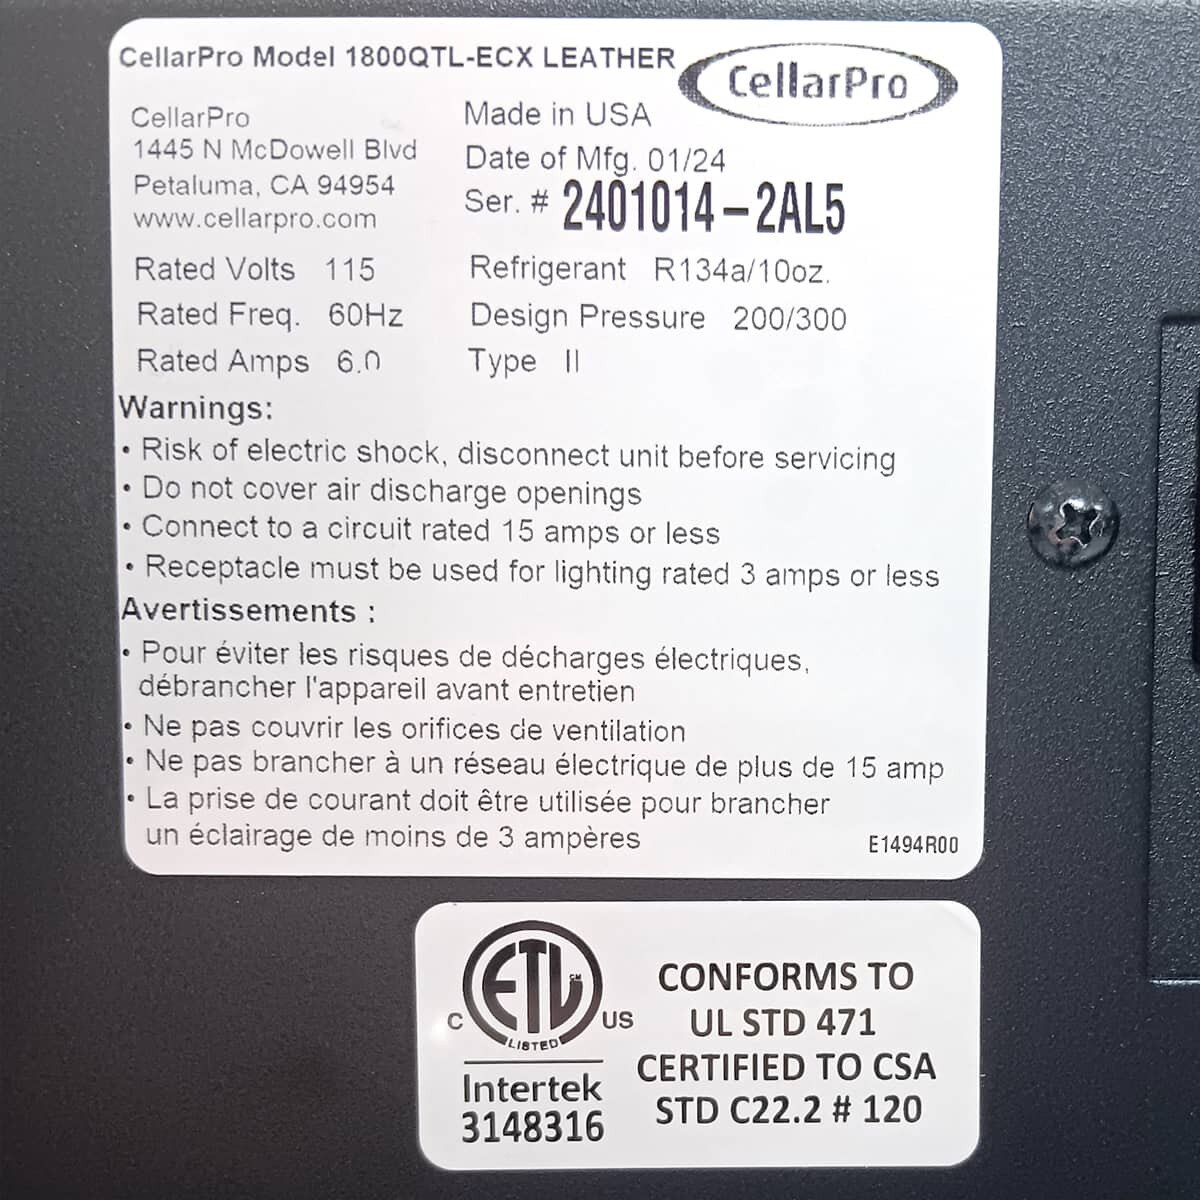 CellarPro Model 1800QTL-ECX LEATHER
CellarPro
CellarPro
1445 N McDowell Blvd
Petaluma, CA 94954
www.cellarpro.com
Made in USA
Date of Mfg. 01/24
Ser. # 2401014-2AL5
Rated Volts 115
Rated Freq. 60Hz
Rated Amps 6.0
Refrigerant R134a/10oz.
Design Pressure 200/300
Type II
Warnings:
• Risk of electric shock, disconnect unit before servicing
• Do not cover air discharge openings
• Connect to a circuit rated 15 amps or less
• Receptacle must be used for lighting rated 3 amps or less
Avertissements :
• Pour éviter les risques de décharges électriques,
débrancher l'appareil avant entretien
• Ne pas couvrir les orifices de ventilation
• Ne pas brancher à un réseau électrique de plus de 15 amp
• La prise de courant doit être utilisée pour brancher
un éclairage de moins de 3 ampères
E1494R00
ETL CM
C US
LISTED
Intertek
3148316
CONFORMS TO
UL STD 471
CERTIFIED TO CSA
STD C22.2 # 120